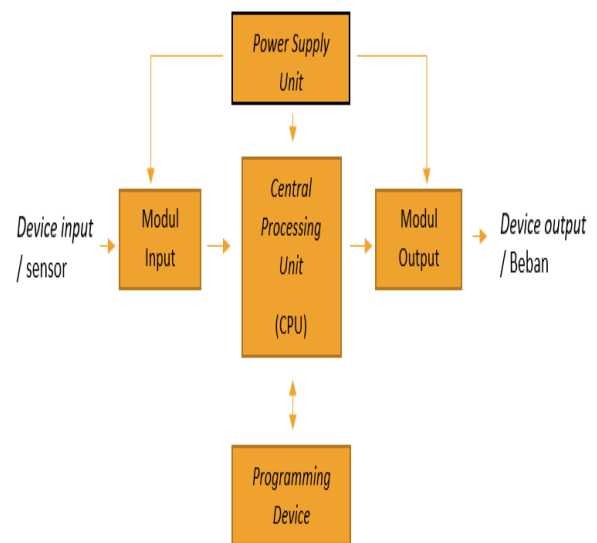 Power Supply
Unit
Device input
/ sensor
Modul
Input
Central
Processing
Unit
(CPU)
Modul
Output
Device output
/ Beban
Programming
Device